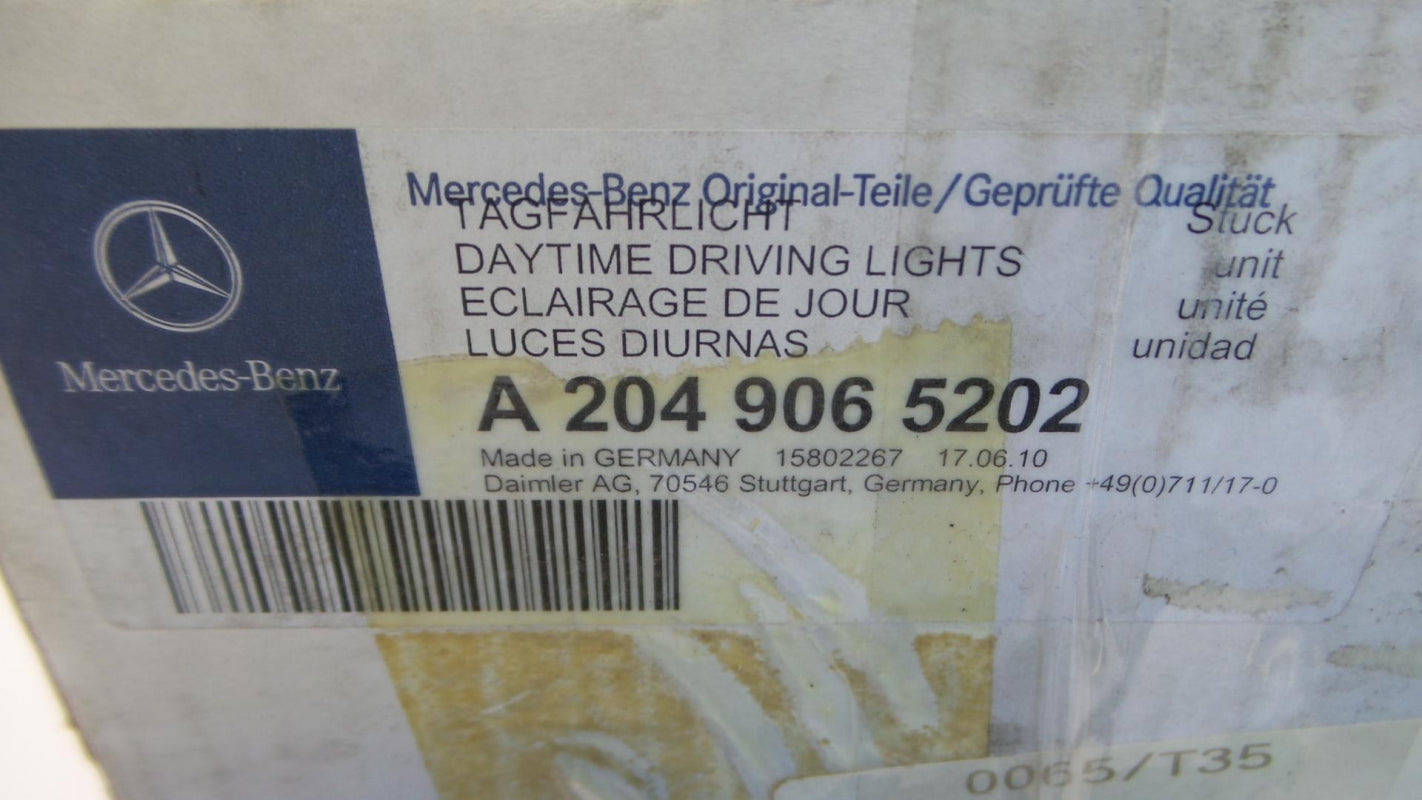 Mercedes-Benz Original-Teile/Geprüfte Qualität
TAGFAHRLICHT Stück
DAYTIME DRIVING LIGHTS unit
ECLAIRAGE DE JOUR unité
LUCES DIURNAS unidad
Mercedes-Benz
A 204 906 5202
Made in GERMANY 15802267 17.06.10
Daimler AG, 70546 Stuttgart, Germany, Phone +49(0)711/17-0
0065/T35